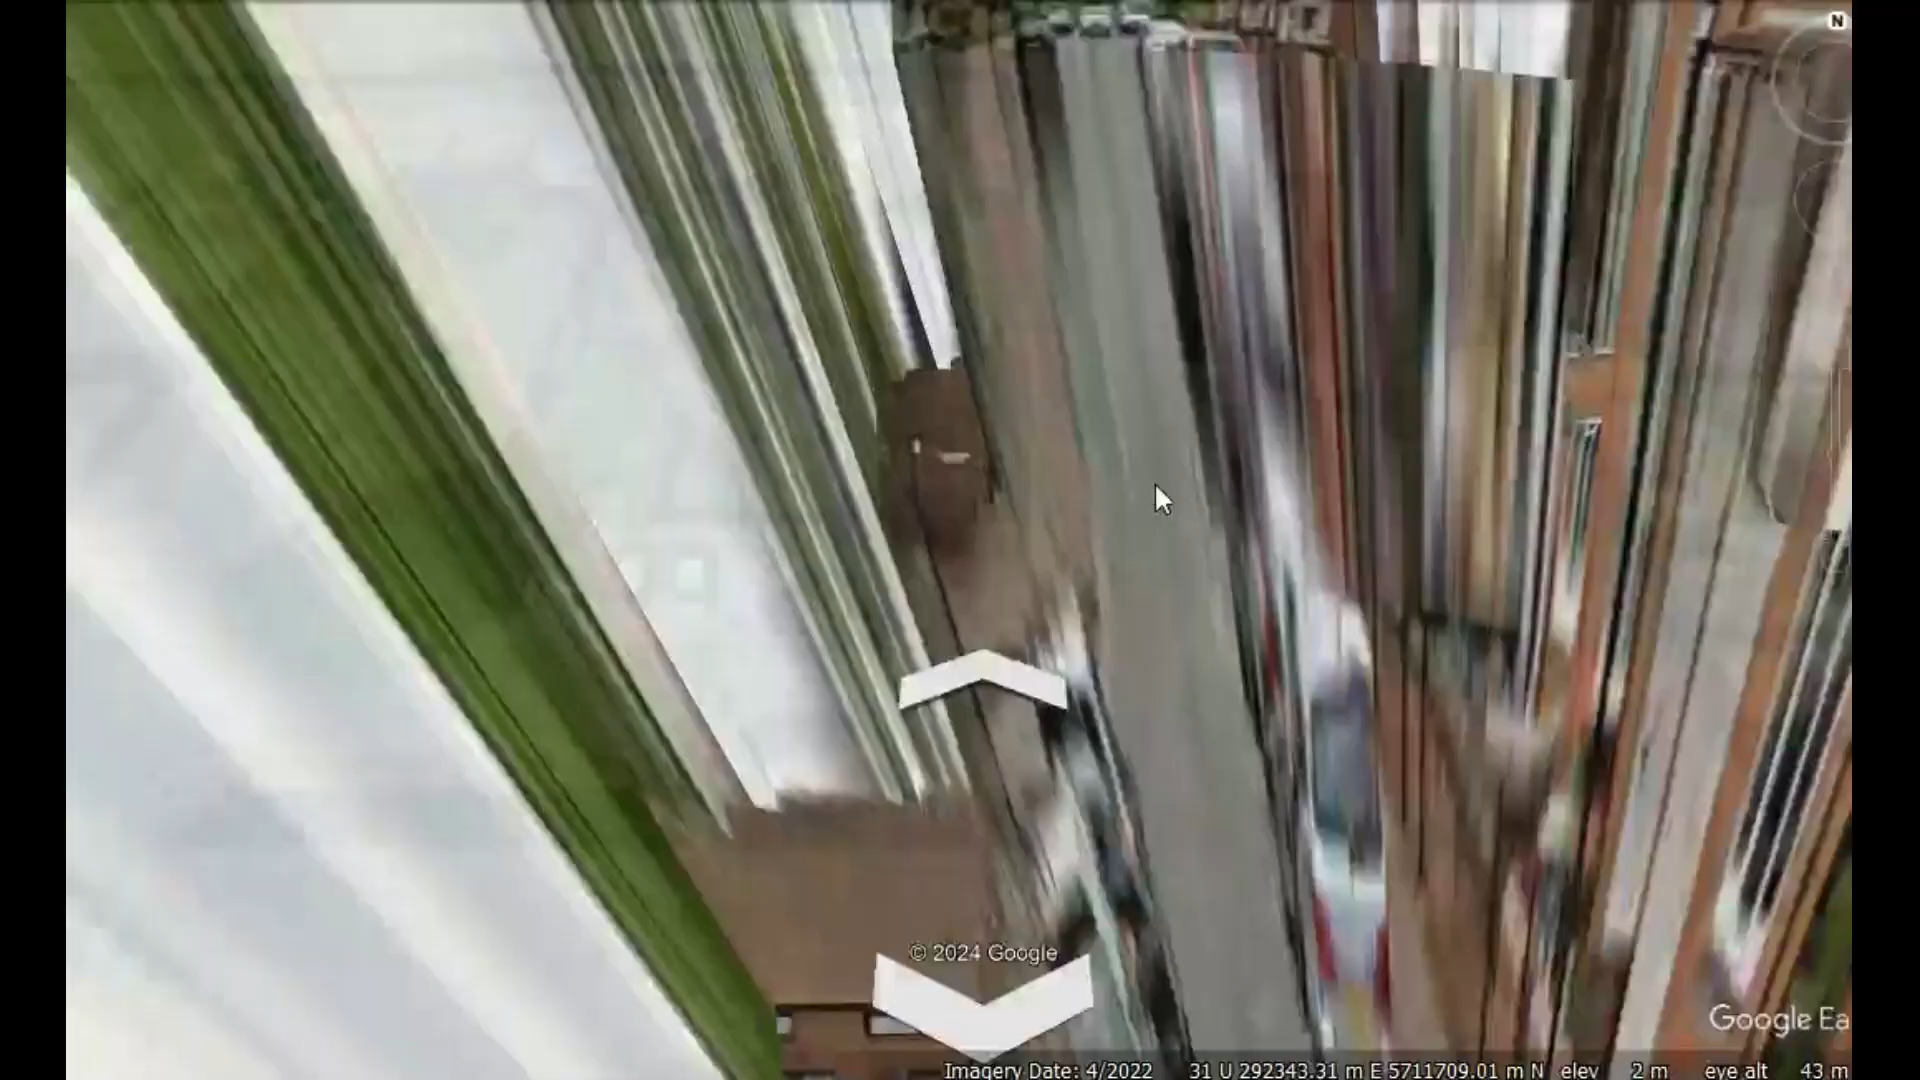 N
© 2024 Google
Google Ea
Imagery Date: 4/2022 31 U 292343.31 m E 5711709.01 m N elev 2 m eye alt 43 m